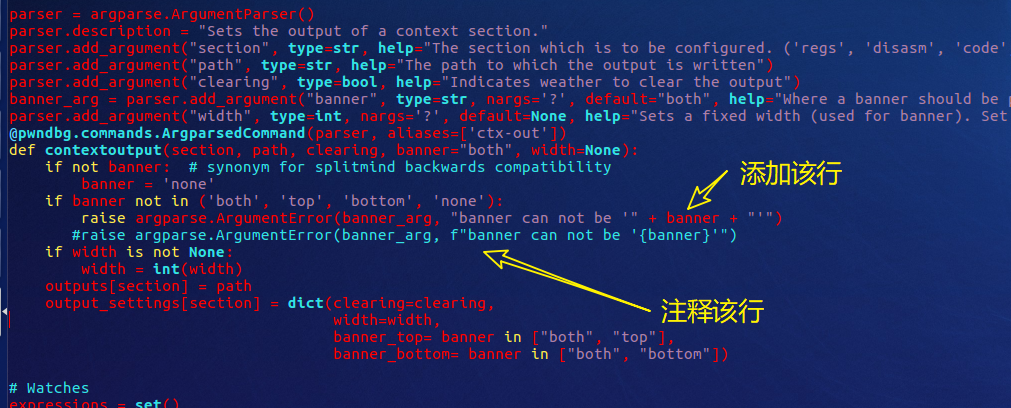 parser = argparse.ArgumentParser()
parser.description = "Sets the output of a context section."
parser.add_argument("section", type=str, help="The section which is to be configured. ('regs', 'disasm', 'code'
parser.add_argument("path", type=str, help="The path to which the output is written")
parser.add_argument("clearing", type=bool, help="Indicates weather to clear the output")
banner_arg = parser.add_argument("banner", type=str, nargs='?', default="both", help="Where a banner should be
parser.add_argument("width", type=int, nargs='?', default=None, help="Sets a fixed width (used for banner). Set
@pwndbg.commands.ArgparsedCommand(parser, aliases=['ctx-out'])
def contextoutput(section, path, clearing, banner="both", width=None):
    if not banner:  # synonym for splitmind backwards compatibility
        banner = 'none'
    if banner not in ('both', 'top', 'bottom', 'none'):
        raise argparse.ArgumentError(banner_arg, "banner can not be '" + banner + "'")
添加该行
       #raise argparse.ArgumentError(banner_arg, f"banner can not be '{banner}'")
注释该行
    if width is not None:
        width = int(width)
    outputs[section] = path
    output_settings[section] = dict(clearing=clearing,
                                    width=width,
                                    banner_top= banner in ["both", "top"],
                                    banner_bottom= banner in ["both", "bottom"])
# Watches
expressions = set()